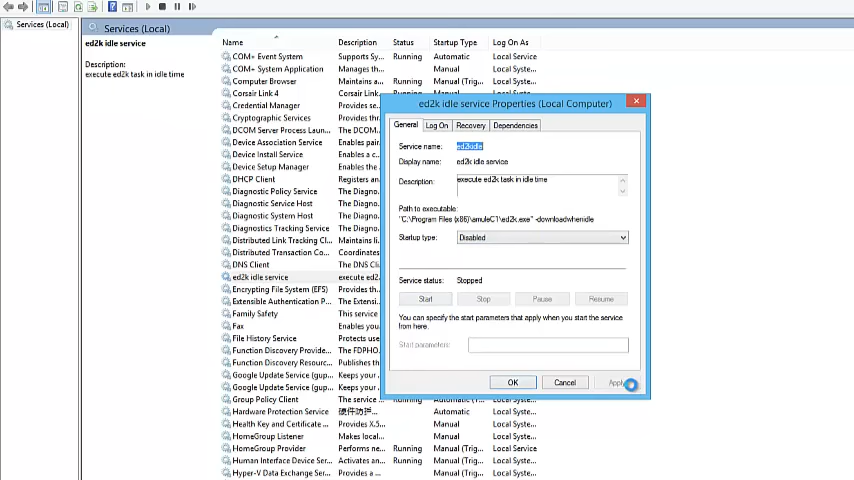 Services (Local)
Services (Local)
ed2k idle service
Description:
execute ed2k task in idle time
Name Description Status Startup Type Log On As
COM+ Event System Supports Sy... Running Automatic Local Service
COM+ System Application Manages th... Manual Local Syste...
Computer Browser Maintains a... Running Manual (Trig... Local Syste...
Corsair Link 4 Corsair Link...
Credential Manager Provides se...
Cryptographic Services Provides thr...
DCOM Server Process Laun... The DCOM...
Device Association Service Enables pair...
Device Install Service Enables a c...
Device Setup Manager Enables th...
DHCP Client Registers an...
Diagnostic Policy Service The Diagno...
Diagnostic Service Host The Diagno...
Diagnostic System Host The Diagno...
Diagnostics Tracking Service The Diagno...
Distributed Link Tracking Cl... Maintains li...
Distributed Transaction Co... Coordinates...
DNS Client The DNS Cli...
ed2k idle service execute ed2...
Encrypting File System (EFS) Provides th...
Extensible Authentication P... The Extensi...
Family Safety This service ...
Fax Enables you...
File History Service Protects use...
Function Discovery Provide... The FDPHO...
Function Discovery Resourc... Publishes th...
Google Update Service (gup... Keeps your ...
Google Update Service (gup... Keeps your ...
Group Policy Client The service ... Running Automatic (T... Local Syste...
Hardware Protection Service 硬件防护... Automatic Local Syste...
Health Key and Certificate ... Provides X.5... Manual Local Syste...
HomeGroup Listener Makes local... Manual Local Syste...
HomeGroup Provider Performs ne... Running Manual (Trig... Local Service
Human Interface Device Ser... Activates an... Running Manual (Trig... Local Syste...
Hyper-V Data Exchange Ser... Provides a ... Manual (Trig... Local Syste...
ed2k idle service Properties (Local Computer)
General Log On Recovery Dependencies
Service name: ed2kidle
Display name: ed2k idle service
Description: execute ed2k task in idle time
Path to executable:
"C:\Program Files (x86)\amuleC1\ed2k.exe" -downloadwhenidle
Startup type: Disabled
Service status: Stopped
Start Stop Pause Resume
You can specify the start parameters that apply when you start the service
from here.
Start parameters:
OK Cancel Apply